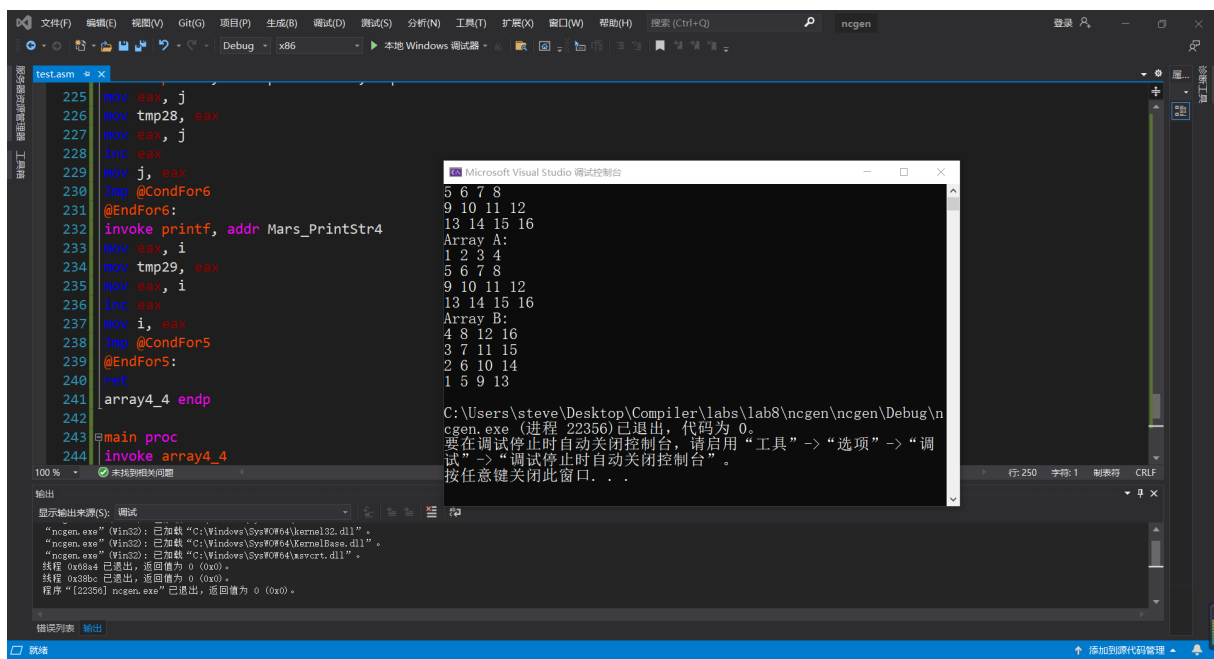 文件(F) 编辑(E) 视图(V) Git(G) 项目(P) 生成(B) 调试(D) 测试(S) 分析(N) 工具(T) 扩展(X) 窗口(W) 帮助(H) 搜索 (Ctrl+Q) ncgen 登录
Debug x86 本地 Windows 调试器
服务器资源管理器
工具箱
test.asm
属...
诊断工具
225 mov eax, j
226 mov tmp28, eax
227 mov eax, j
228 inc eax
229 mov j, eax
230 jmp @CondFor6
231 @EndFor6:
232 invoke printf, addr Mars_PrintStr4
233 mov eax, i
234 mov tmp29, eax
235 mov eax, i
236 inc eax
237 mov i, eax
238 jmp @CondFor5
239 @EndFor5:
240 ret
241 array4_4 endp
242
243 main proc
244 invoke array4_4
Microsoft Visual Studio 调试控制台
5 6 7 8
9 10 11 12
13 14 15 16
Array A:
1 2 3 4
5 6 7 8
9 10 11 12
13 14 15 16
Array B:
4 8 12 16
3 7 11 15
2 6 10 14
1 5 9 13
C:\Users\steve\Desktop\Compiler\labs\lab8\ncgen\ncgen\Debug\n
cgen.exe (进程 22356)已退出，代码为 0。
要在调试停止时自动关闭控制台，请启用“工具”->“选项”->“调
试”->“调试停止时自动关闭控制台”。
按任意键关闭此窗口. . .
100 % 未找到相关问题 行: 250 字符: 1 制表符 CRLF
输出
显示输出来源(S): 调试
“ncgen.exe”(Win32): 已加载“C:\Windows\SysWOW64\kernel32.dll”。
“ncgen.exe”(Win32): 已加载“C:\Windows\SysWOW64\KernelBase.dll”。
“ncgen.exe”(Win32): 已加载“C:\Windows\SysWOW64\msvcrt.dll”。
线程 0x68a4 已退出，返回值为 0 (0x0)。
线程 0x38bc 已退出，返回值为 0 (0x0)。
程序“[22356] ncgen.exe”已退出，返回值为 0 (0x0)。
错误列表 输出
就绪 添加到源代码管理